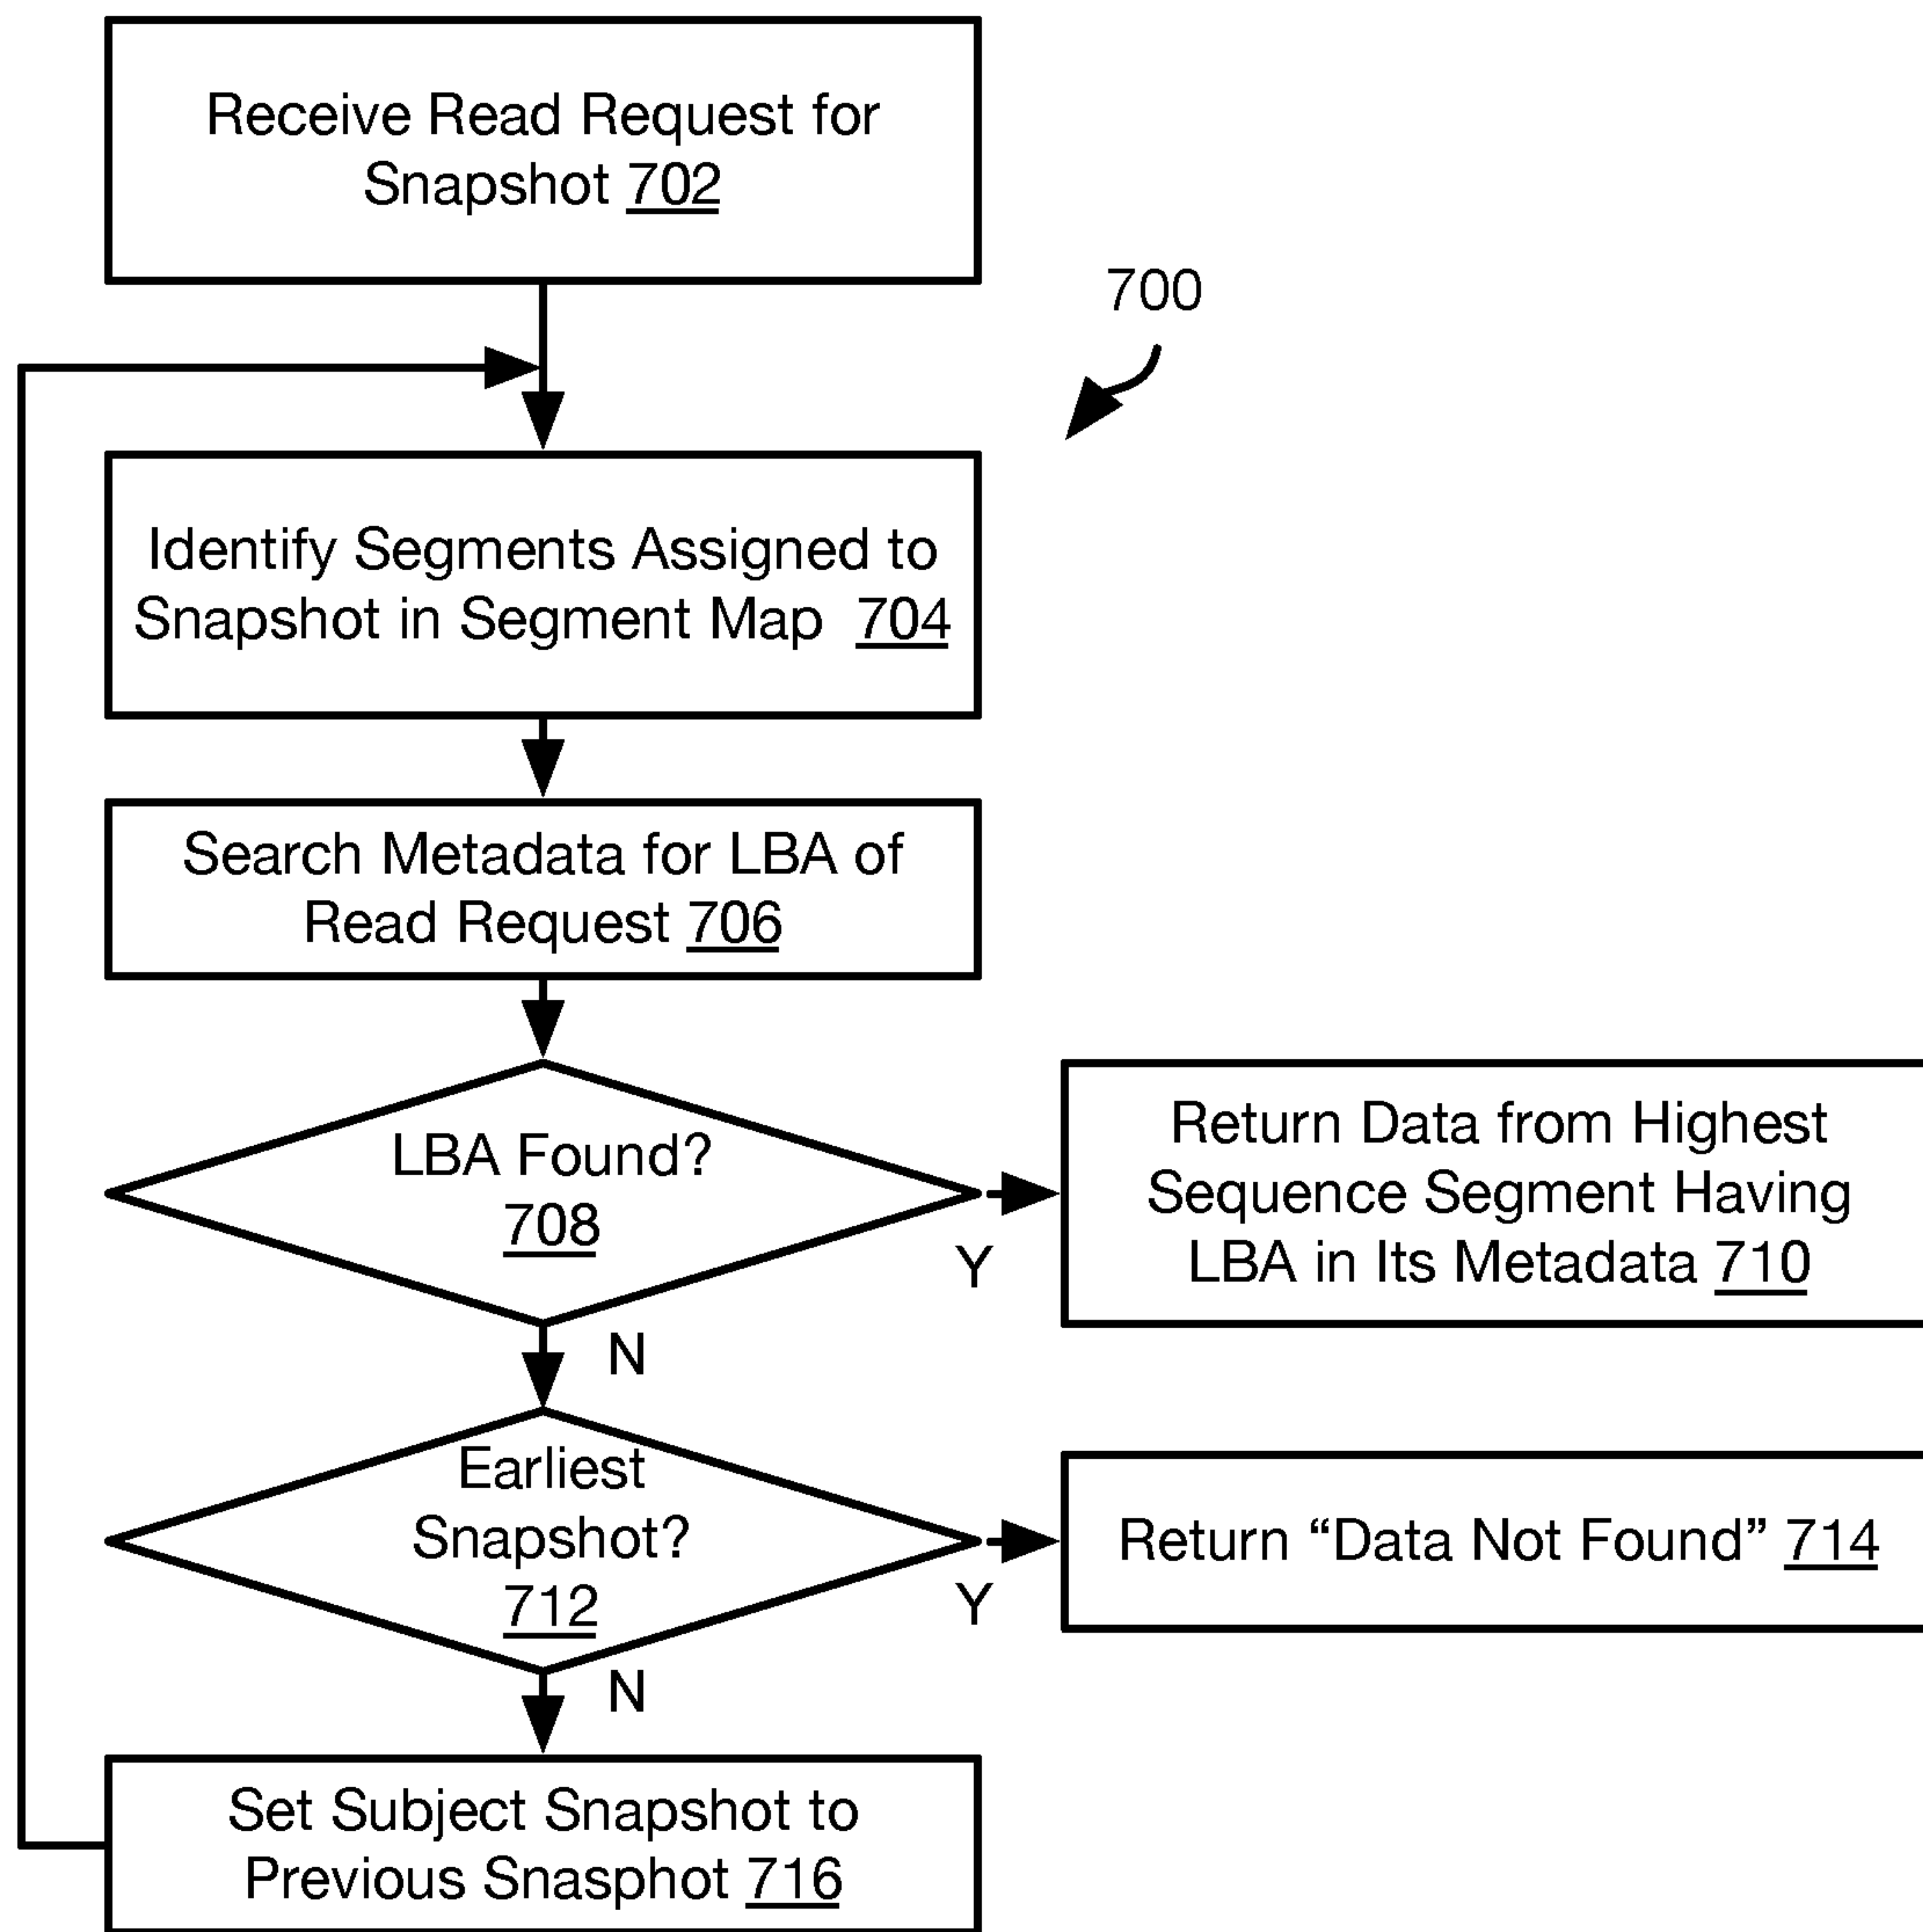 Receive Read Request for
Snapshot 702
700
Identify Segments Assigned to
Snapshot in Segment Map 704
Search Metadata for LBA of
Read Request 706
LBA Found?
708
Y
N
Return Data from Highest
Sequence Segment Having
LBA in Its Metadata 710
Earliest
Snapshot?
712
Y
N
Return “Data Not Found” 714
Set Subject Snapshot to
Previous Snasphot 716